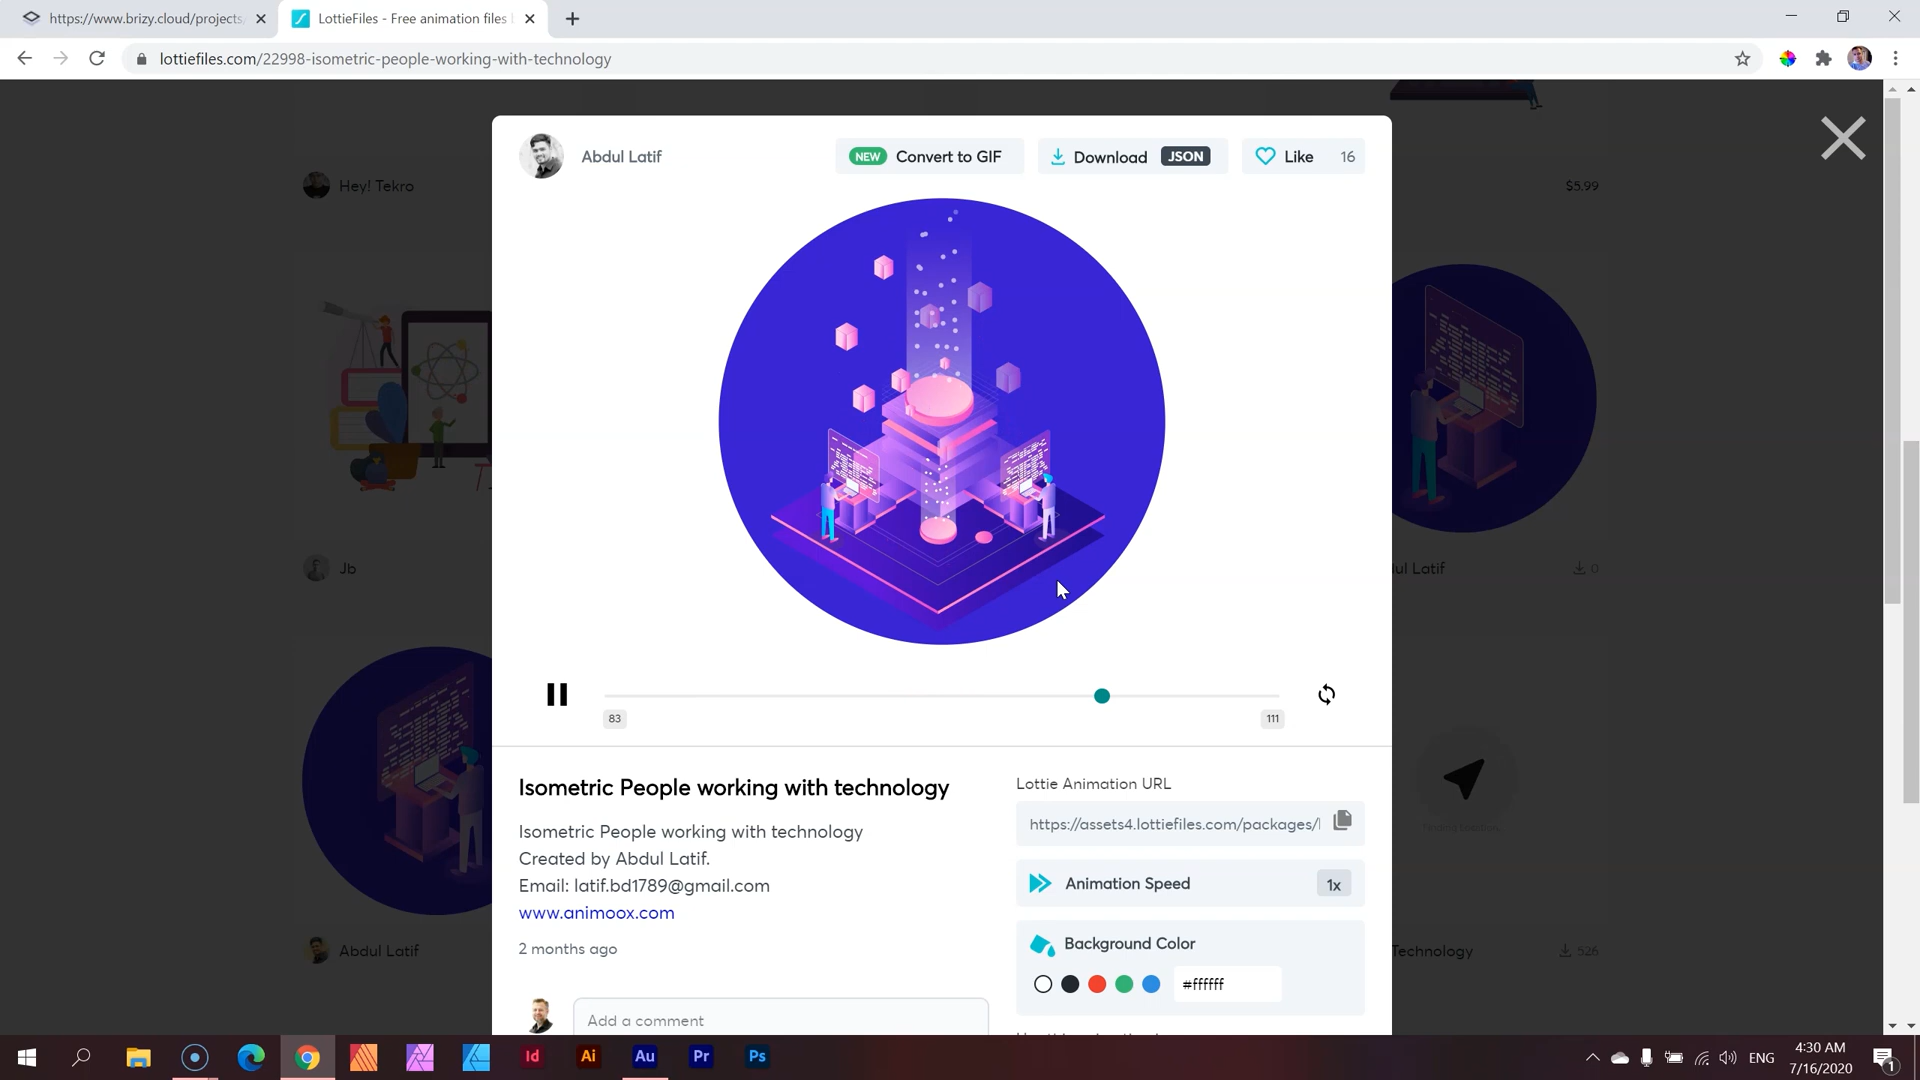 https://www.brizy.cloud/projects
LottieFiles - Free animation files
lottiefiles.com/22998-isometric-people-working-with-technology
Abdul Latif
NEW Convert to GIF
Download JSON
Like 16
Hey! Tekro
$5.99
83
111
Jb
ul Latif
0
Isometric People working with technology
Isometric People working with technology
Created by Abdul Latif.
Email: latif.bd1789@gmail.com
www.animoox.com
2 months ago
Add a comment
Lottie Animation URL
https://assets4.lottiefiles.com/packages/l
Animation Speed 1x
Background Color
#ffffff
Abdul Latif
Technology
526
Id
Ai
Au
Pr
Ps
ENG
4:30 AM
7/16/2020
1